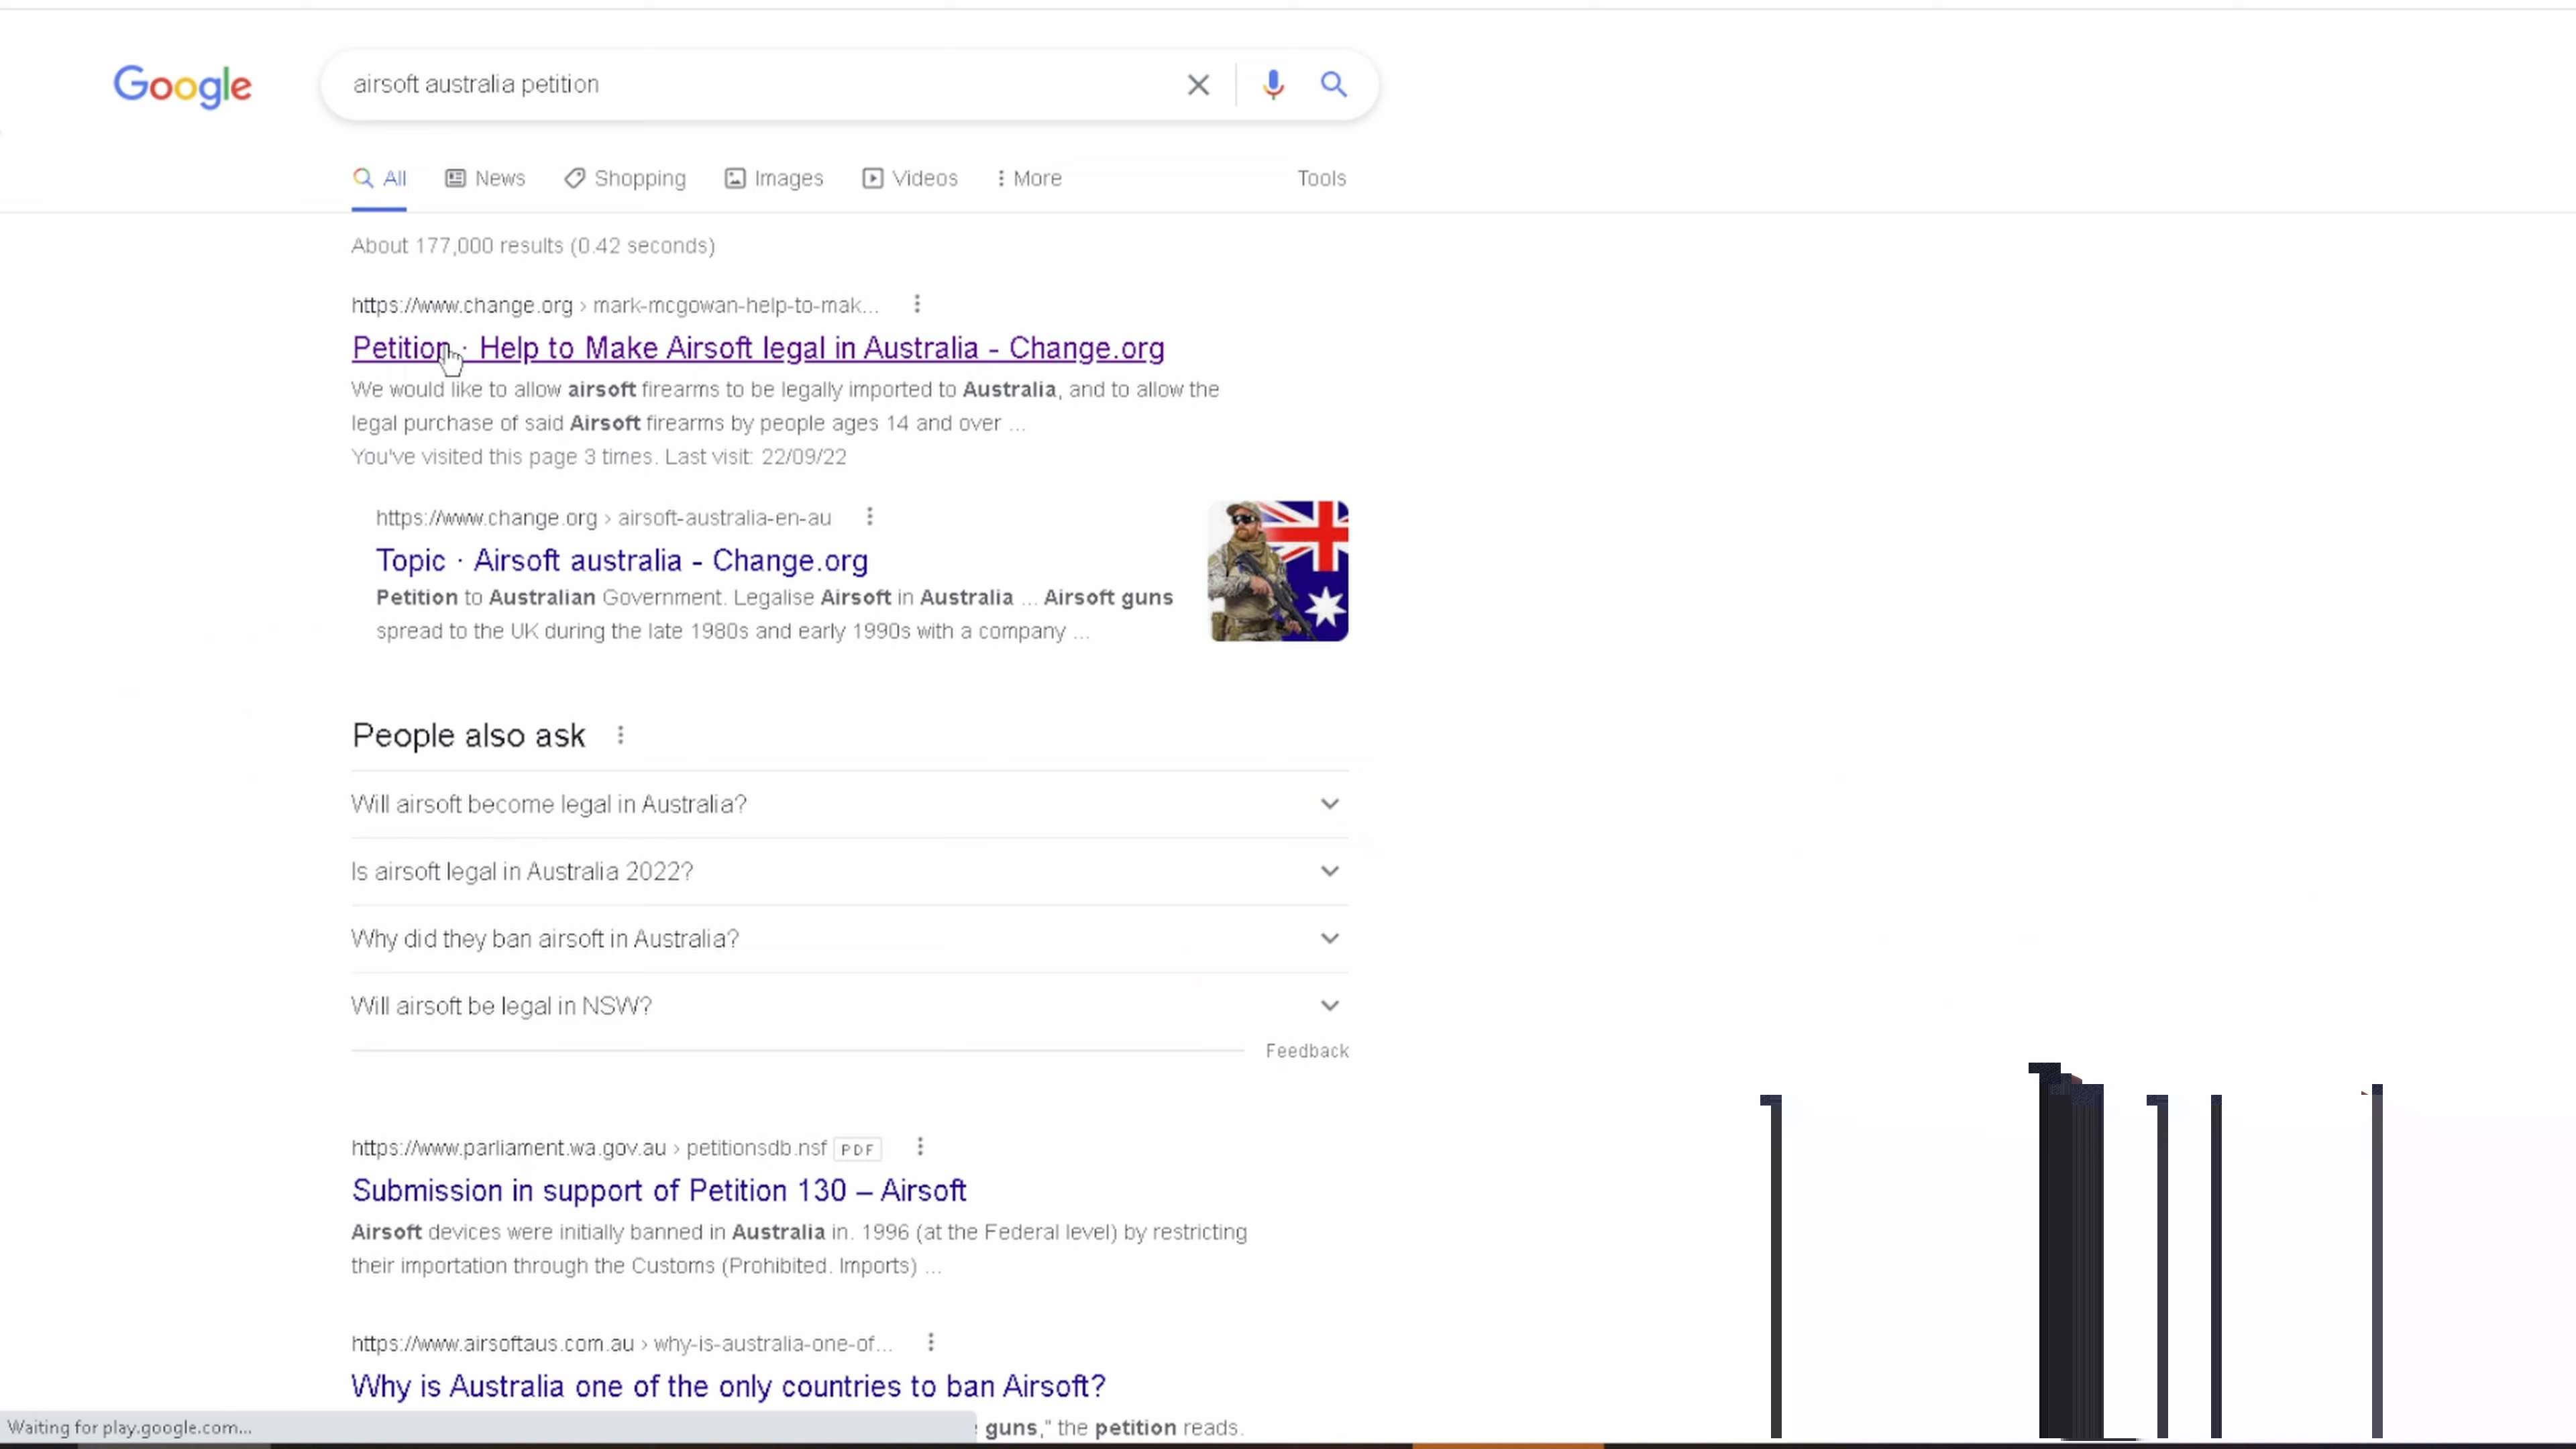 Google
airsoft australia petition
All News Shopping Images Videos More Tools
About 177,000 results (0.42 seconds)
https://www.change.org › mark-mcgowan-help-to-mak...
Petition · Help to Make Airsoft legal in Australia - Change.org
We would like to allow airsoft firearms to be legally imported to Australia, and to allow the
legal purchase of said Airsoft firearms by people ages 14 and over ...
You've visited this page 3 times. Last visit: 22/09/22
https://www.change.org › airsoft-australia-en-au
Topic · Airsoft australia - Change.org
Petition to Australian Government. Legalise Airsoft in Australia ... Airsoft guns
spread to the UK during the late 1980s and early 1990s with a company ...
People also ask
Will airsoft become legal in Australia?
Is airsoft legal in Australia 2022?
Why did they ban airsoft in Australia?
Will airsoft be legal in NSW?
Feedback
https://www.parliament.wa.gov.au › petitionsdb.nsf PDF
Submission in support of Petition 130 – Airsoft
Airsoft devices were initially banned in Australia in. 1996 (at the Federal level) by restricting
their importation through the Customs (Prohibited. Imports) ...
https://www.airsoftaus.com.au › why-is-australia-one-of...
Why is Australia one of the only countries to ban Airsoft?
guns," the petition reads.
Waiting for play.google.com...